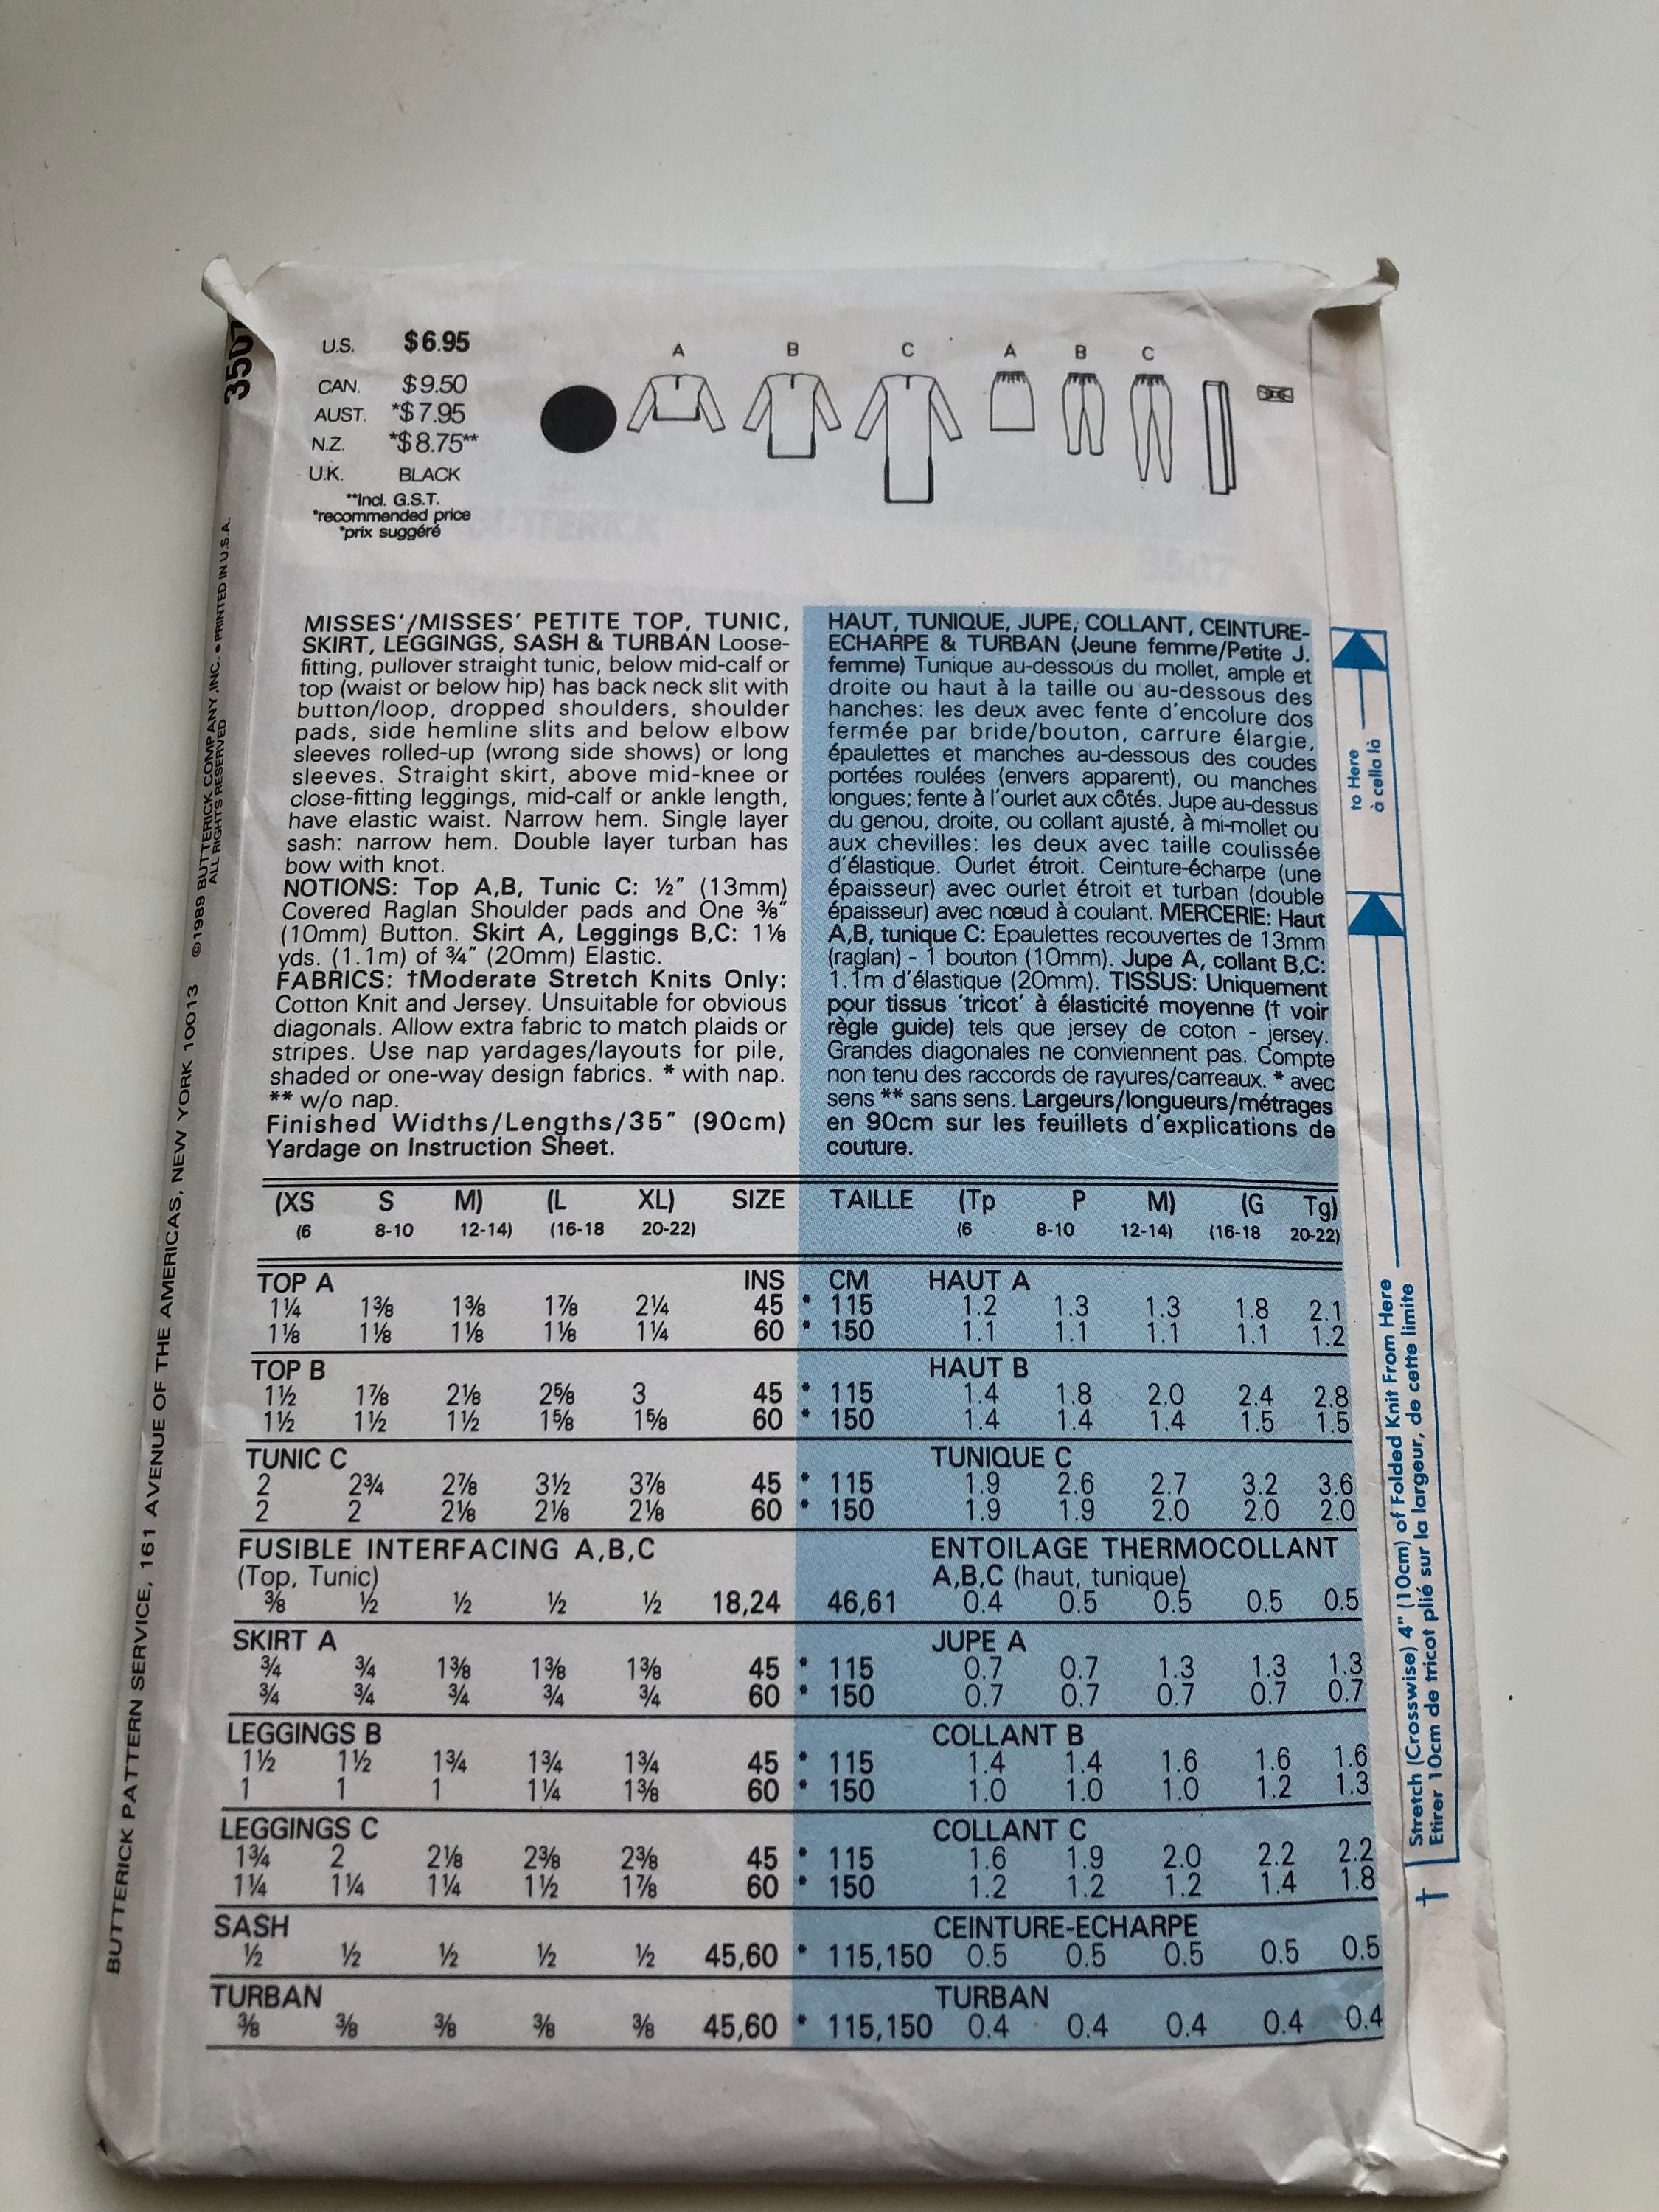 3507
U.S. $6.95
CAN. $9.50
AUST. *$7.95
N.Z. *$8.75**
U.K. BLACK
**Incl. G.S.T.
*recommended price
*prix suggéré
A B C A B C
MISSES'/MISSES' PETITE TOP, TUNIC,
SKIRT, LEGGINGS, SASH & TURBAN Loose-
fitting, pullover straight tunic, below mid-calf or
top (waist or below hip) has back neck slit with
button/loop, dropped shoulders, shoulder
pads, side hemline slits and below elbow
sleeves rolled-up (wrong side shows) or long
sleeves. Straight skirt, above mid-knee or
close-fitting leggings, mid-calf or ankle length,
have elastic waist. Narrow hem. Single layer
sash: narrow hem. Double layer turban has
bow with knot.
NOTIONS: Top A,B, Tunic C: ½" (13mm)
Covered Raglan Shoulder pads and One ⅜"
(10mm) Button. Skirt A, Leggings B,C: 1⅛
yds. (1.1m) of ¾" (20mm) Elastic.
FABRICS: †Moderate Stretch Knits Only:
Cotton Knit and Jersey. Unsuitable for obvious
diagonals. Allow extra fabric to match plaids or
stripes. Use nap yardages/layouts for pile,
shaded or one-way design fabrics. * with nap.
** w/o nap.
Finished Widths/Lengths/35" (90cm)
Yardage on Instruction Sheet.
HAUT, TUNIQUE, JUPE, COLLANT, CEINTURE-
ECHARPE & TURBAN (Jeune femme/Petite J.
femme) Tunique au-dessous du mollet, ample et
droite ou haut à la taille ou au-dessous des
hanches: les deux avec fente d'encolure dos
fermée par bride/bouton, carrure élargie,
épaulettes et manches au-dessous des coudes
portées roulées (envers apparent), ou manches
longues; fente à l'ourlet aux côtés. Jupe au-dessus
du genou, droite, ou collant ajusté, à mi-mollet ou
aux chevilles: les deux avec taille coulissée
d'élastique. Ourlet étroit. Ceinture-écharpe (une
épaisseur) avec ourlet étroit et turban (double
épaisseur) avec nœud à coulant. MERCERIE: Haut
A,B, tunique C: Epaulettes recouvertes de 13mm
(raglan) - 1 bouton (10mm). Jupe A, collant B,C:
1.1m d'élastique (20mm). TISSUS: Uniquement
pour tissus 'tricot' à élasticité moyenne († voir
règle guide) tels que jersey de coton - jersey.
Grandes diagonales ne conviennent pas. Compte
non tenu des raccords de rayures/carreaux. * avec
sens ** sans sens. Largeurs/longueurs/métrages
en 90cm sur les feuillets d'explications de
couture.
(XS S M) (L XL) SIZE TAILLE (Tp P M) (G Tg)
(6 8-10 12-14) (16-18 20-22) (6 8-10 12-14) (16-18 20-22)
TOP A INS CM HAUT A
1¼ 1⅜ 1⅜ 1⅞ 2¼ 45 * 115 1.2 1.3 1.3 1.8 2.1
1⅛ 1⅛ 1⅛ 1⅛ 1¼ 60 * 150 1.1 1.1 1.1 1.1 1.2
TOP B HAUT B
1½ 1⅞ 2⅛ 2⅝ 3 45 * 115 1.4 1.8 2.0 2.4 2.8
1½ 1½ 1½ 1⅝ 1⅝ 60 * 150 1.4 1.4 1.4 1.5 1.5
TUNIC C TUNIQUE C
2 2¾ 2⅞ 3½ 3⅞ 45 * 115 1.9 2.6 2.7 3.2 3.6
2 2 2⅛ 2⅛ 2⅛ 60 * 150 1.9 1.9 2.0 2.0 2.0
FUSIBLE INTERFACING A,B,C ENTOILAGE THERMOCOLLANT
(Top, Tunic) A,B,C (haut, tunique)
⅜ ½ ½ ½ ½ 18,24 46,61 0.4 0.5 0.5 0.5 0.5
SKIRT A JUPE A
¾ ¾ 1⅜ 1⅜ 1⅜ 45 * 115 0.7 0.7 1.3 1.3 1.3
¾ ¾ ¾ ¾ ¾ 60 * 150 0.7 0.7 0.7 0.7 0.7
LEGGINGS B COLLANT B
1½ 1½ 1¾ 1¾ 1¾ 45 * 115 1.4 1.4 1.6 1.6 1.6
1 1 1 1¼ 1⅜ 60 * 150 1.0 1.0 1.0 1.2 1.3
LEGGINGS C COLLANT C
1¾ 2 2⅛ 2⅜ 2⅜ 45 * 115 1.6 1.9 2.0 2.2 2.2
1¼ 1¼ 1¼ 1½ 1⅞ 60 * 150 1.2 1.2 1.2 1.4 1.8
SASH CEINTURE-ECHARPE
½ ½ ½ ½ ½ 45,60 * 115,150 0.5 0.5 0.5 0.5 0.5
TURBAN TURBAN
⅜ ⅜ ⅜ ⅜ ⅜ 45,60 * 115,150 0.4 0.4 0.4 0.4 0.4
BUTTERICK PATTERN SERVICE, 161 AVENUE OF THE AMERICAS, NEW YORK 10013 ©1989 BUTTERICK COMPANY, INC. • PRINTED IN U.S.A.
ALL RIGHTS RESERVED
† Stretch (Crosswise) 4" (10cm) of Folded Knit From Here
Etirer 10cm de tricot plié sur la largeur, de cette limite
to Here
à cella là